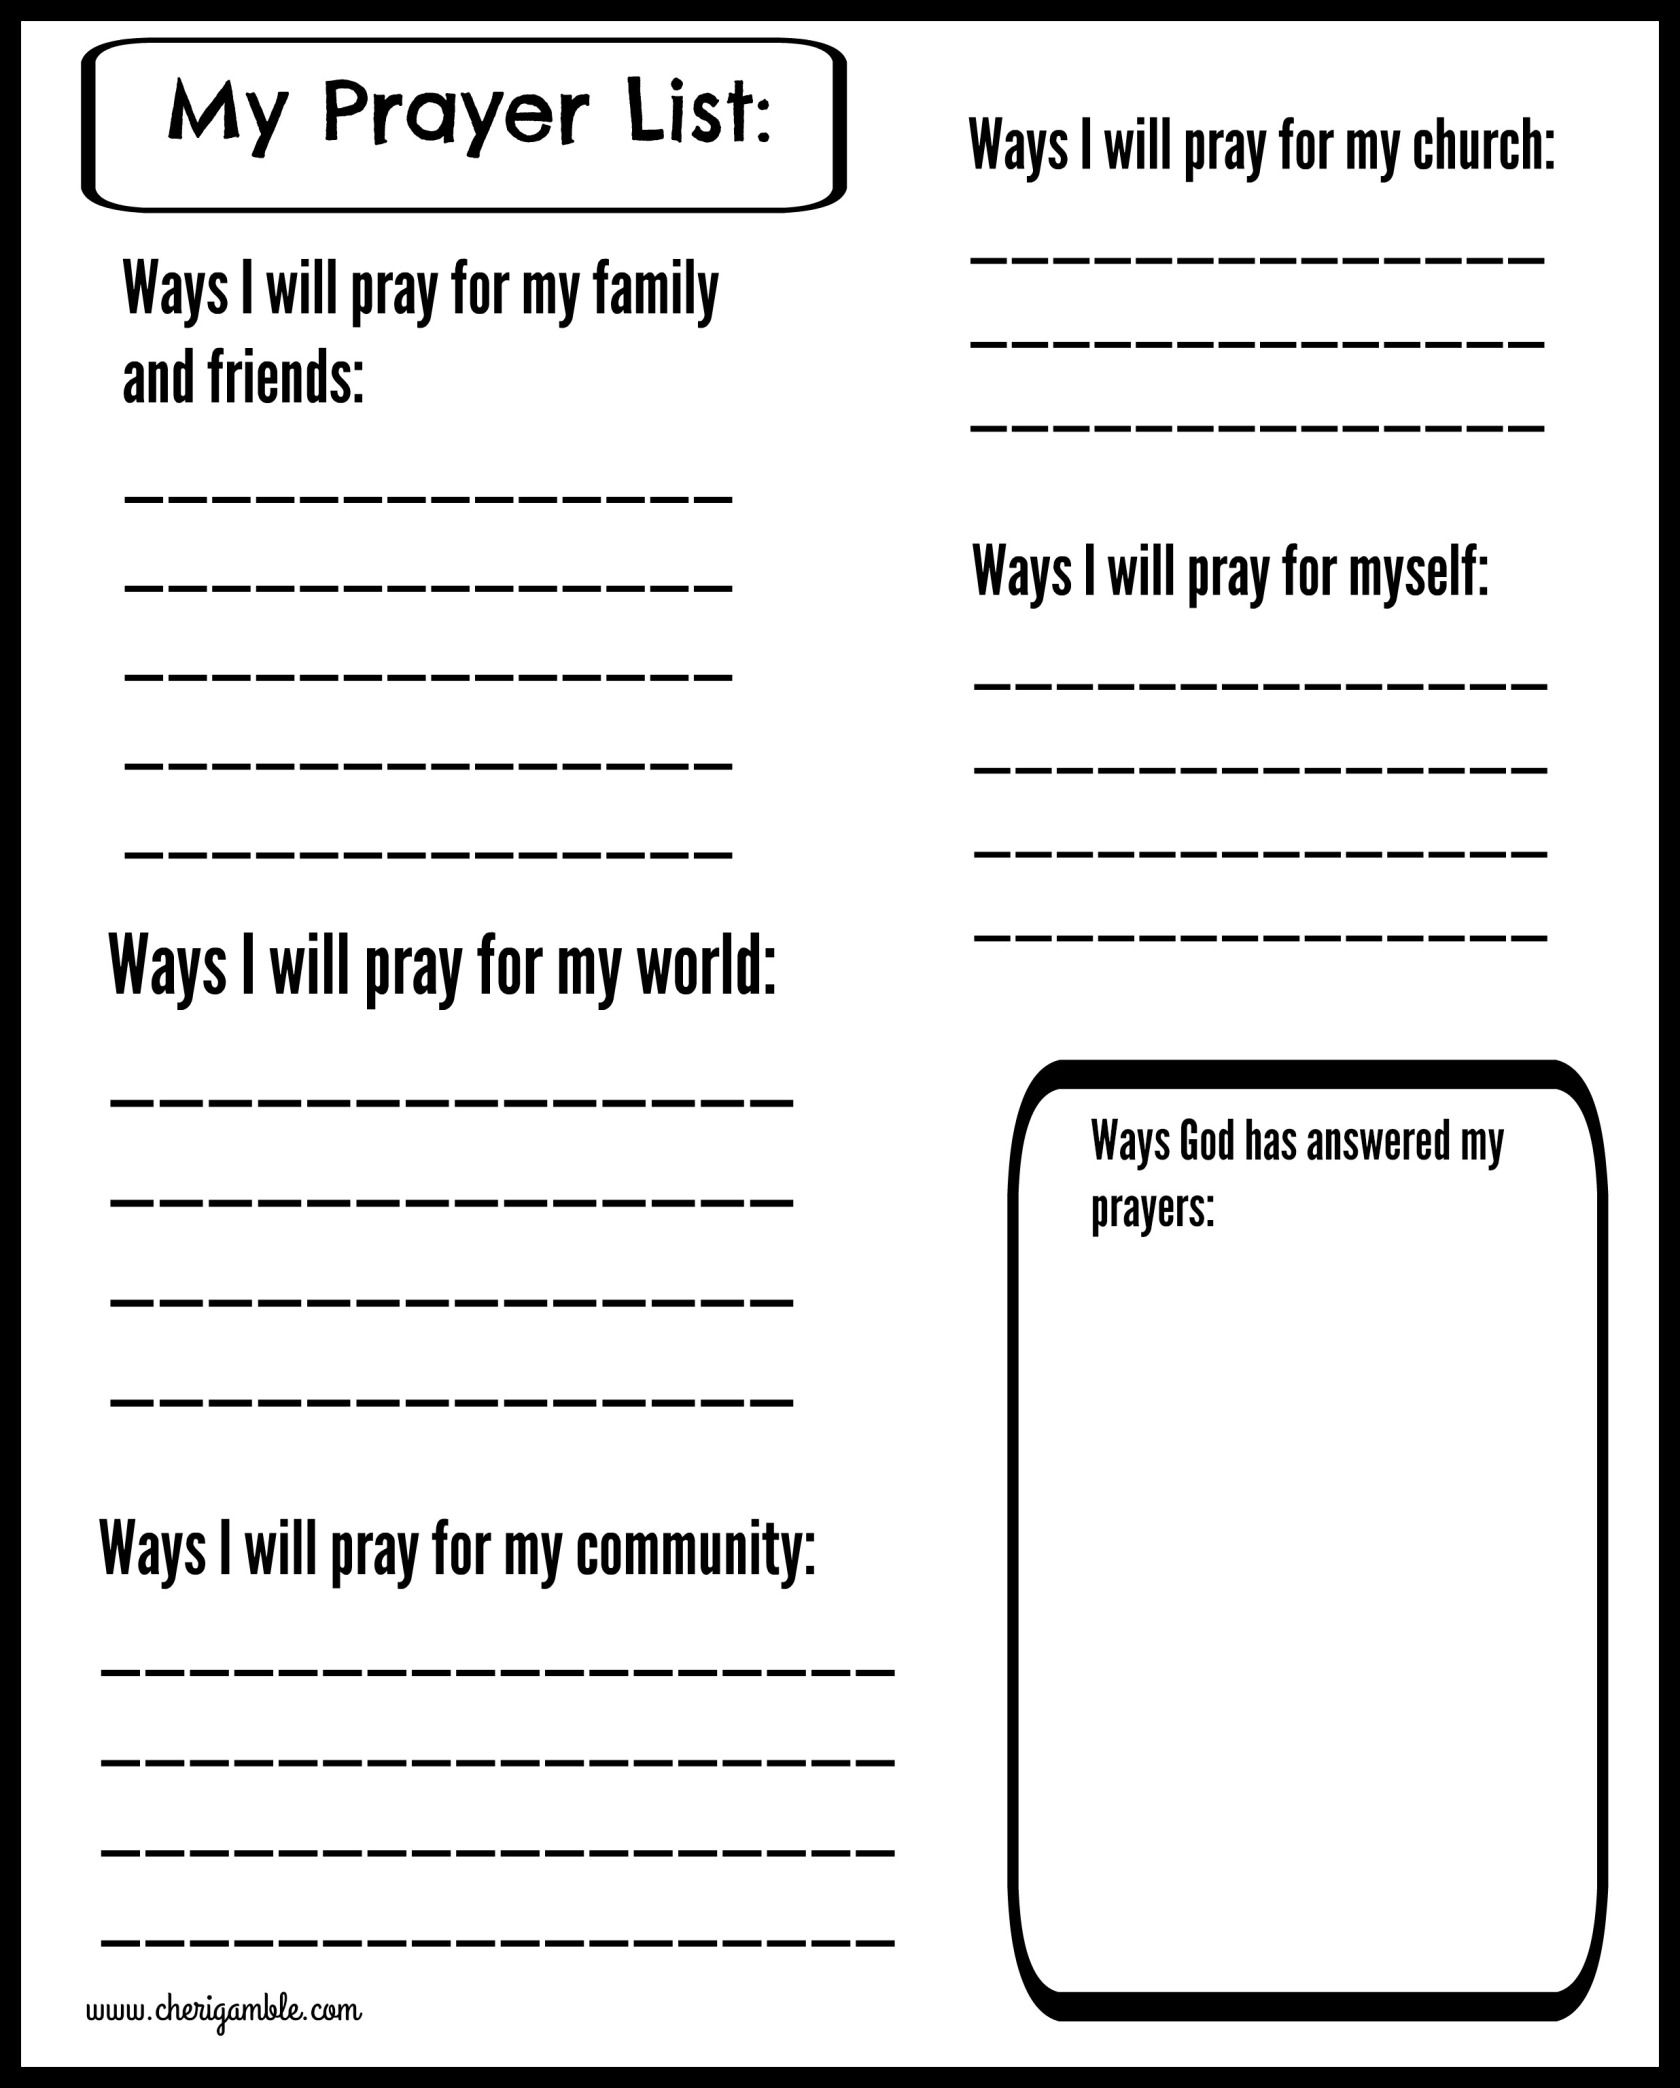 My Prayer List:
Ways I will pray for my family
and friends:
Ways I will pray for my world:
Ways I will pray for my community:
www.cherigamble.com
Ways I will pray for my church:
Ways I will pray for myself:
Ways God has answered my
prayers: